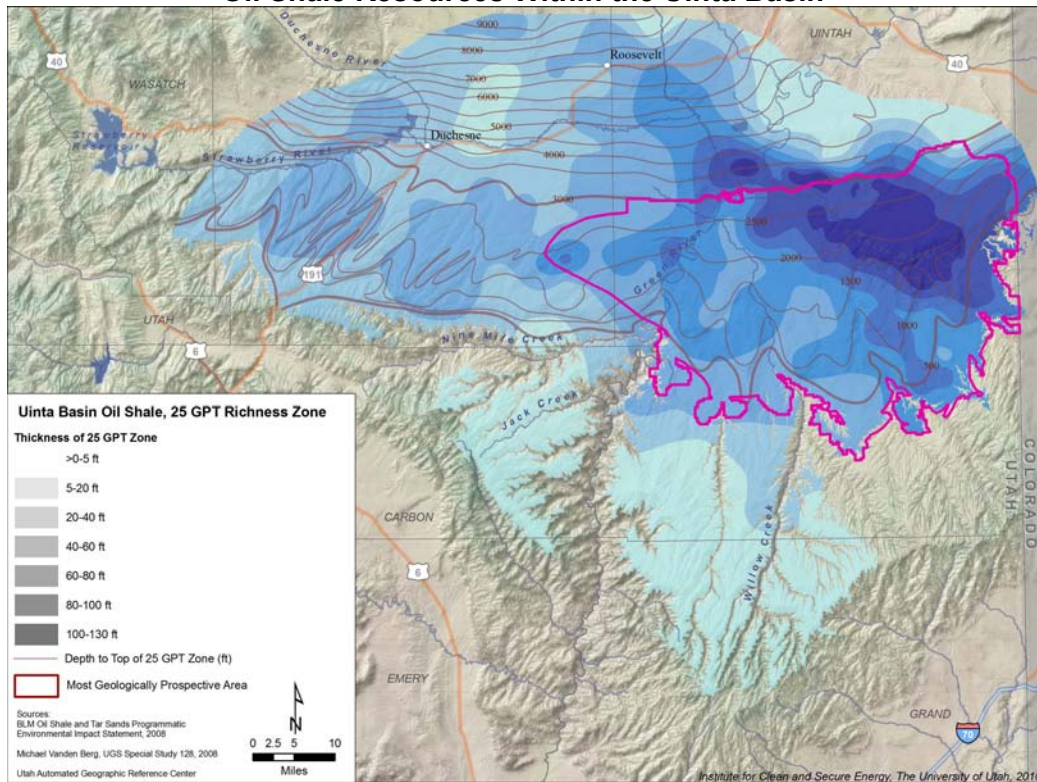 Oil Shale Resources Within the Uinta Basin
9000
8000
7000
6000
5000
4000
3000
2500
2000
1500
1000
500
Duchesne River
Roosevelt
UINTAH
40
40
WASATCH
Strawberry
Reservoir
Strawberry River
Duchesne
Green River
191
UTAH
6
Nine Mile Creek
Jack Creek
Willow Creek
CARBON
6
EMERY
GRAND
70
UTAH
COLORADO
Uinta Basin Oil Shale, 25 GPT Richness Zone
Thickness of 25 GPT Zone
>0-5 ft
5-20 ft
20-40 ft
40-60 ft
60-80 ft
80-100 ft
100-130 ft
Depth to Top of 25 GPT Zone (ft)
Most Geologically Prospective Area
Sources:
BLM Oil Shale and Tar Sands Programmatic
Environmental Impact Statement, 2008
Michael Vanden Berg, UGS Special Study 128, 2008
Utah Automated Geographic Reference Center
N
0 2.5 5 10
Miles
Institute for Clean and Secure Energy, The University of Utah, 2010